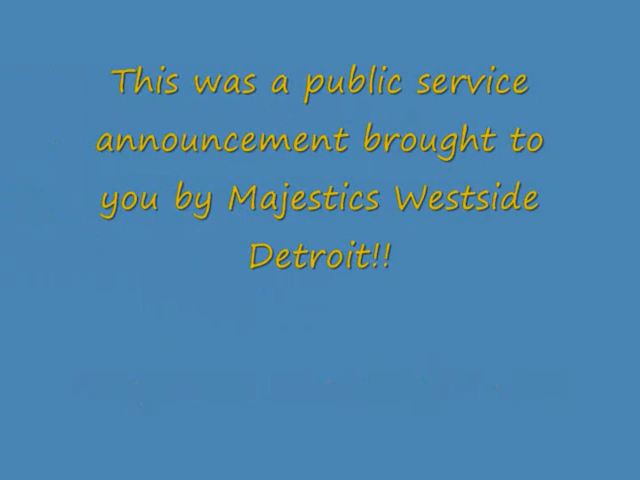 This was a public service
announcement brought to
you by Majestics Westside
Detroit!!